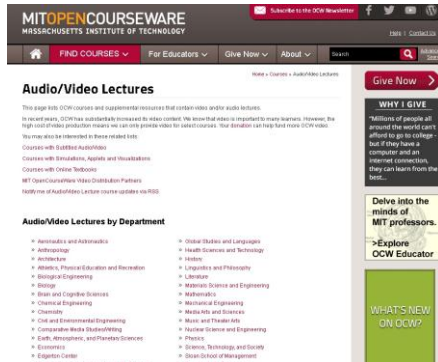 MITOPENCOURSEWARE
MASSACHUSETTS INSTITUTE OF TECHNOLOGY
Subscribe to the OCW Newsletter
Help | Contact Us
FIND COURSES
For Educators
Give Now
About
Search
Home » Courses » Audio/Video Lectures
Audio/Video Lectures
This page lists OCW courses and supplemental resources that contain video and/or audio lectures.
In recent years, OCW has substantially increased its video content. We know that video is important to many learners. However, the
high cost of video production means we can only provide video for select courses. Your donation can help fund more OCW video.
You may also be interested in these related lists:
Courses with Subtitled Audio/Video
Courses with Simulations, Applets and Visualizations
Courses with Online Textbooks
MIT OpenCourseWare Video Distribution Partners
Notify me of Audio/Video Lecture course updates via RSS
Audio/Video Lectures by Department
» Aeronautics and Astronautics
» Anthropology
» Architecture
» Athletics, Physical Education and Recreation
» Biological Engineering
» Biology
» Brain and Cognitive Sciences
» Chemical Engineering
» Chemistry
» Civil and Environmental Engineering
» Comparative Media Studies/Writing
» Earth, Atmospheric, and Planetary Sciences
» Economics
» Edgerton Center
» Global Studies and Languages
» Health Sciences and Technology
» History
» Linguistics and Philosophy
» Literature
» Materials Science and Engineering
» Mathematics
» Mechanical Engineering
» Media Arts and Sciences
» Music and Theater Arts
» Nuclear Science and Engineering
» Physics
» Science, Technology, and Society
» Sloan School of Management
Give Now >
WHY I GIVE
"Millions of people all
around the world can't
afford to go to college -
but if they have a
computer and an
internet connection,
they can learn from the
best...
Delve into the
minds of
MIT professors.
>Explore
OCW Educator
WHAT'S NEW
ON OCW?